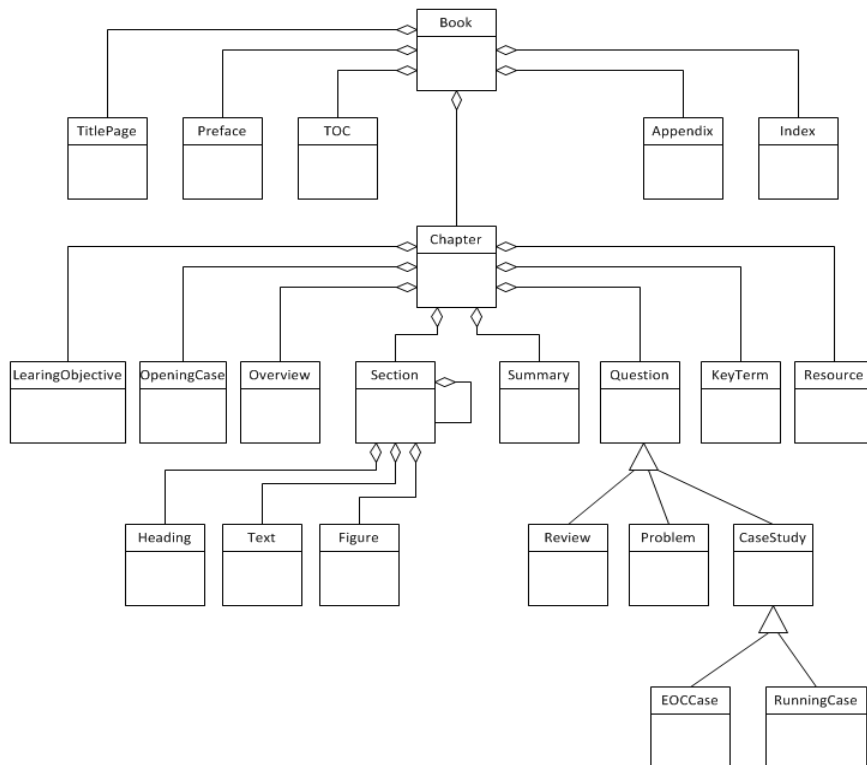 Book
TitlePage
Preface
TOC
Appendix
Index
Chapter
LearingObjective
OpeningCase
Overview
Section
Summary
Question
KeyTerm
Resource
Heading
Text
Figure
Review
Problem
CaseStudy
EOCCase
RunningCase